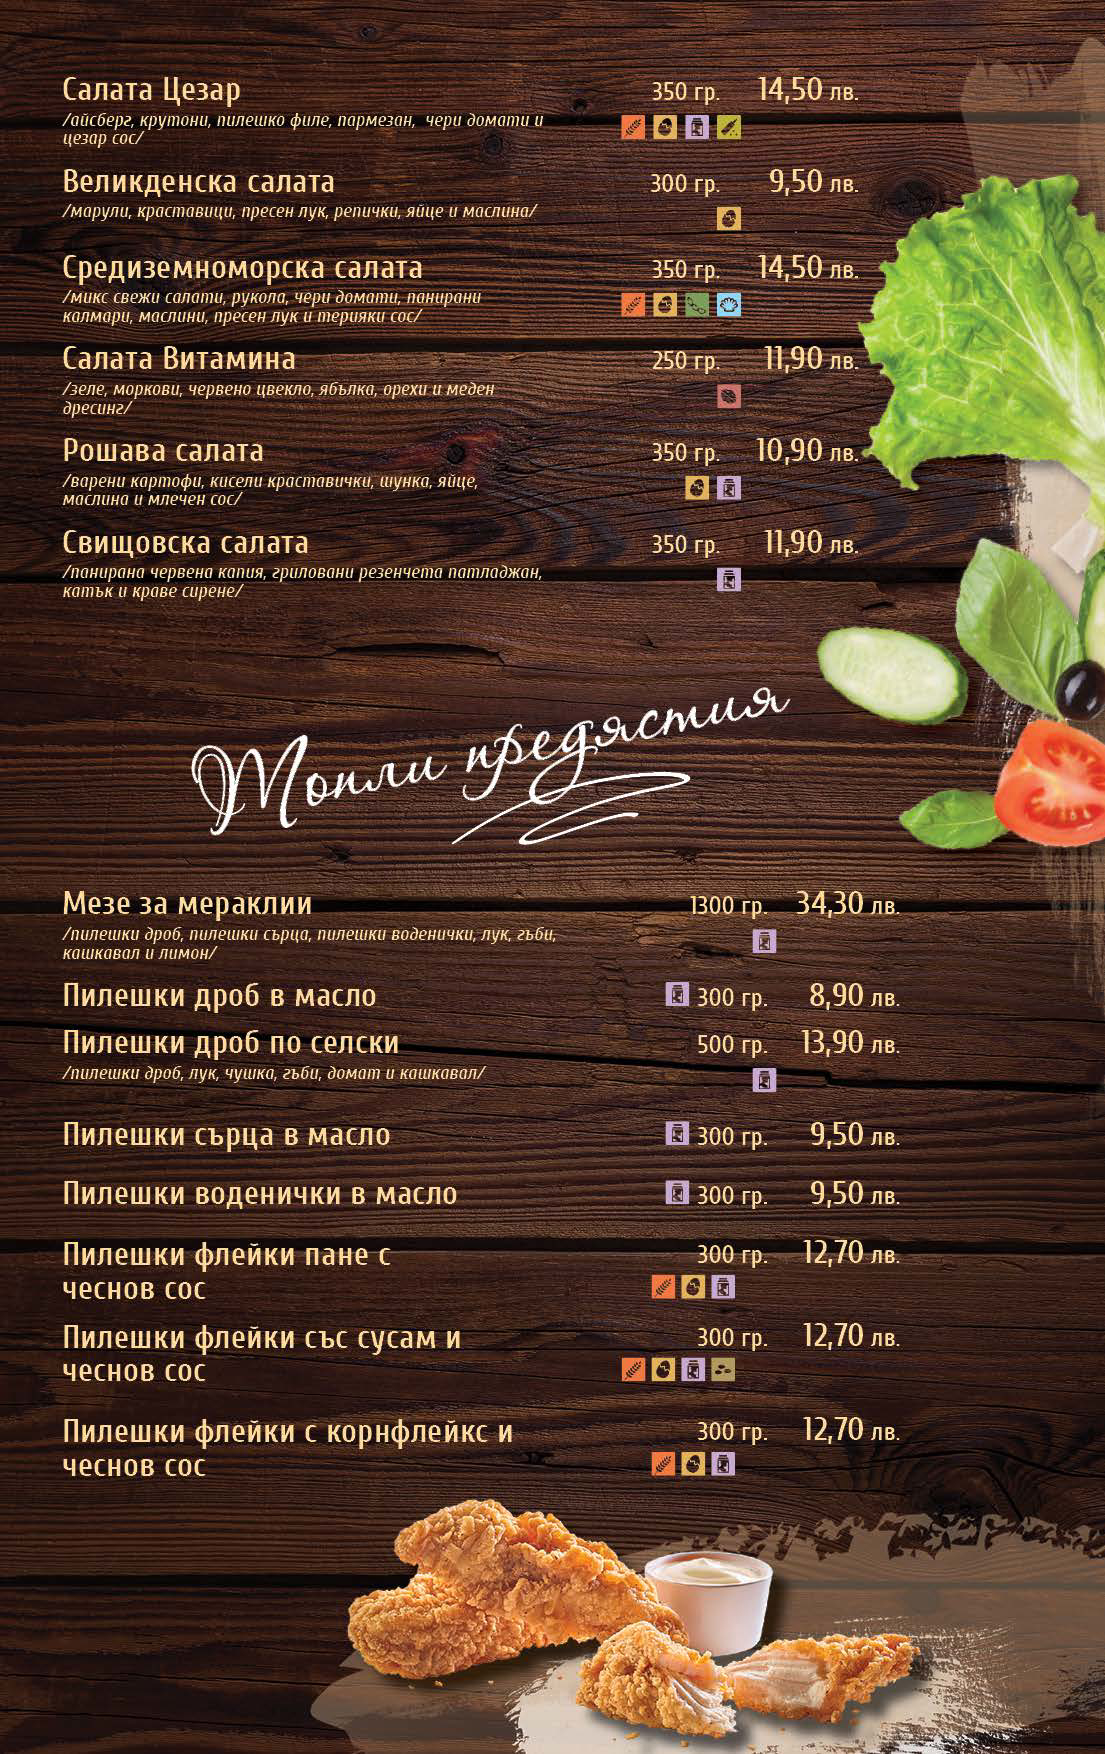 Салата Цезар 350 гр. 14,50 лв.
/айсберг, крутони, пилешко филе, пармезан, чери домати и
цезар сос/
Великденска салата 300 гр. 9,50 лв.
/марули, краставици, пресен лук, репички, яйце и маслина/
Средиземноморска салата 350 гр. 14,50 лв.
/микс свежи салати, рукола, чери домати, панирани
калмари, маслини, пресен лук и терияки сос/
Салата Витамина 250 гр. 11,90 лв.
/зеле, моркови, червено цвекло, ябълка, орехи и меден
дресинг/
Рошава салата 350 гр. 10,90 лв.
/варени картофи, кисели краставички, шунка, яйце,
маслина и млечен сос/
Свищовска салата 350 гр. 11,90 лв.
/панирана червена капия, гриловани резенчета патладжан,
катък и краве сирене/
Топли предястия
Мезе за мераклии 1300 гр. 34,30 лв.
/пилешки дроб, пилешки сърца, пилешки воденички, лук, гъби,
кашкавал и лимон/
Пилешки дроб в масло 300 гр. 8,90 лв.
Пилешки дроб по селски 500 гр. 13,90 лв.
/пилешки дроб, лук, чушка, гъби, домат и кашкавал/
Пилешки сърца в масло 300 гр. 9,50 лв.
Пилешки воденички в масло 300 гр. 9,50 лв.
Пилешки флейки пане с 300 гр. 12,70 лв.
чеснов сос
Пилешки флейки със сусам и 300 гр. 12,70 лв.
чеснов сос
Пилешки флейки с корнфлейкс и 300 гр. 12,70 лв.
чеснов сос